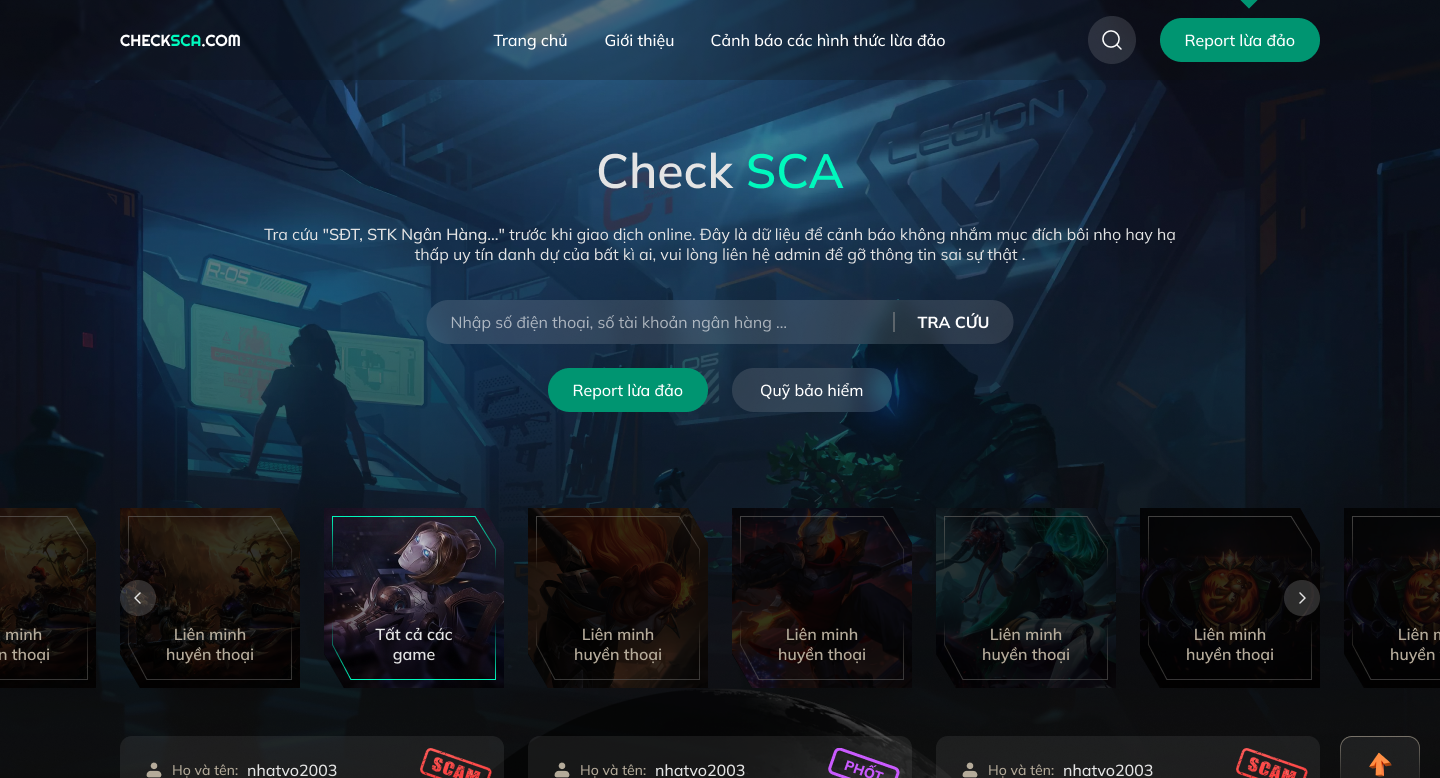 CHECKSCA.COM
Trang chủ
Giới thiệu
Cảnh báo các hình thức lừa đảo
Report lừa đảo
LEGION
Check SCA
Tra cứu "SĐT, STK Ngân Hàng..." trước khi giao dịch online. Đây là dữ liệu để cảnh báo không nhắm mục đích bôi nhọ hay hạ
thấp uy tín danh dự của bất kì ai, vui lòng liên hệ admin để gỡ thông tin sai sự thật .
R-05
Nhập số điện thoại, số tài khoản ngân hàng ...
TRA CỨU
05
Report lừa đảo
Quỹ bảo hiểm
minh
thoại
Liên minh
huyền thoại
Tất cả các
game
Liên minh
huyền thoại
Liên minh
huyền thoại
Liên minh
huyền thoại
Liên minh
huyền thoại
Liên
huyền
Họ và tên: nhatvo2003
SCAM
Họ và tên: nhatvo2003
PHỐT
Họ và tên: nhatvo2003
SCAM